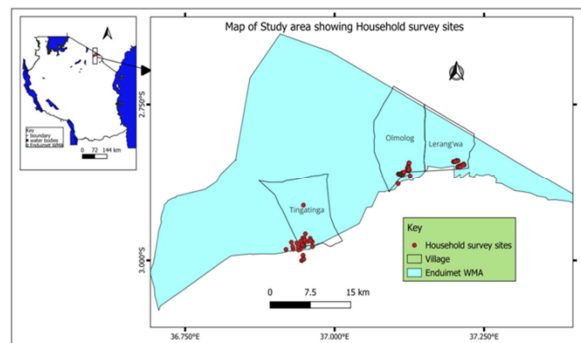 Map of Study area showing Household survey sites
Key
boundary
water bodies
Enduimet WMA
0 72 144 km
2.750°S
3.000°S
Olmolog
Lerang'wa
Tingatinga
Key
Household survey sites
Village
Enduimet WMA
0
7.5
15 km
36.750°E
37.000°E
37.250°E